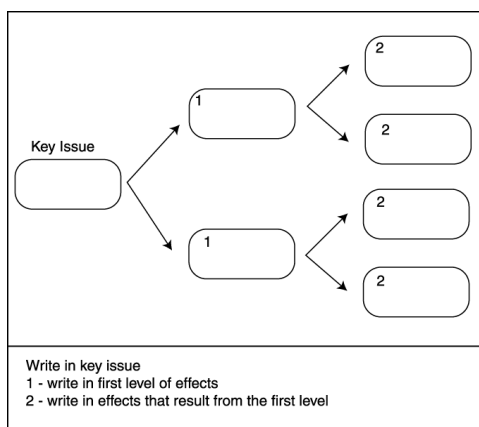 2
1
2
Key Issue
2
1
2
Write in key issue
1 - write in first level of effects
2 - write in effects that result from the first level